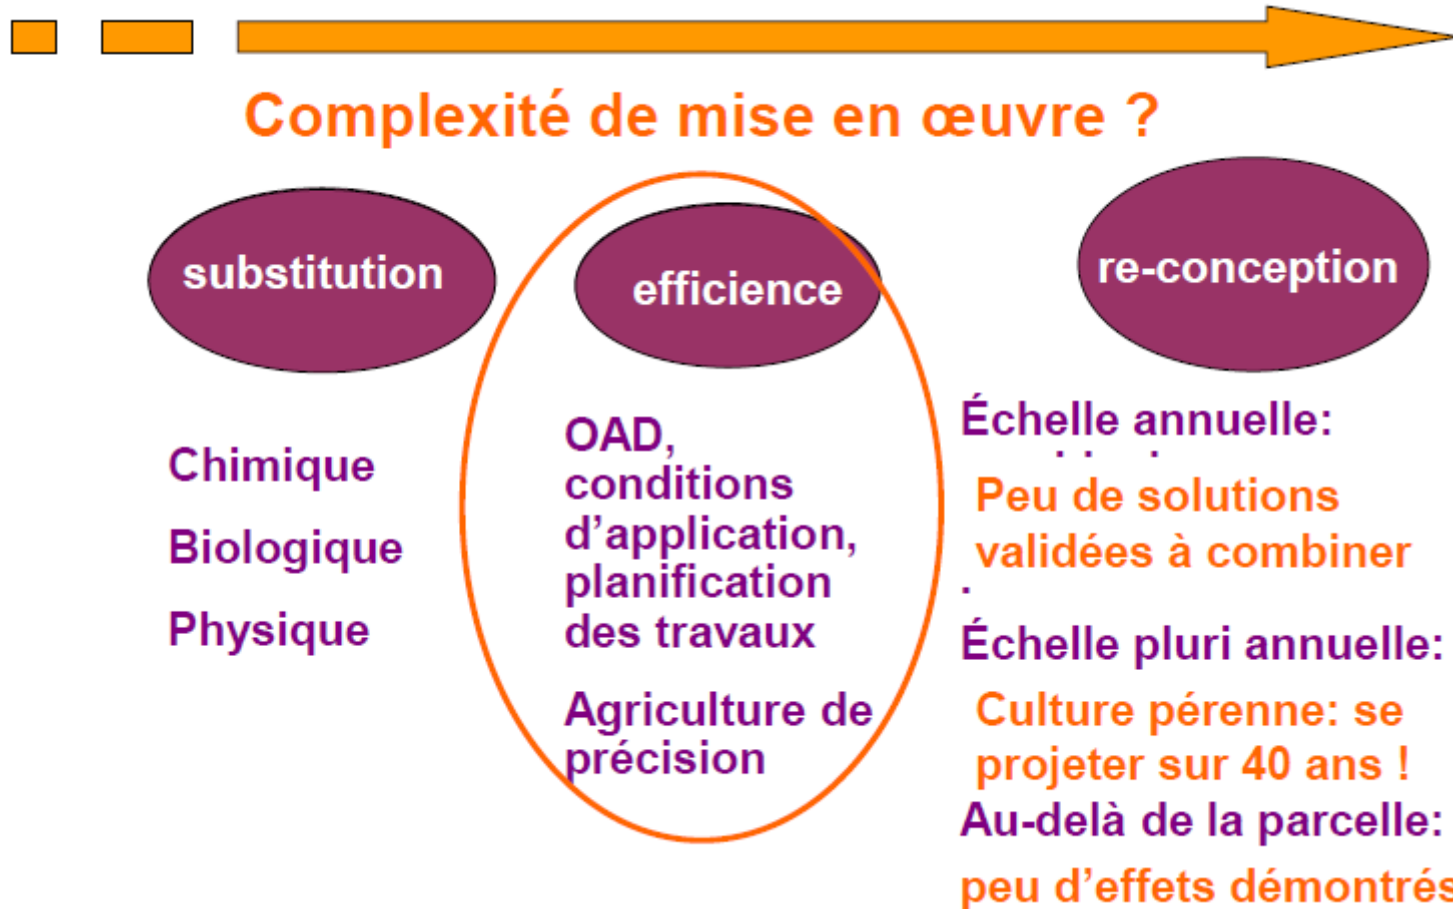 Complexité de mise en œuvre ?
substitution
efficience
re-conception
Chimique
Biologique
Physique
OAD,
conditions
d'application,
planification
des travaux
Agriculture de
précision
Échelle annuelle:
Peu de solutions
validées à combiner
Échelle pluri annuelle:
Culture pérenne: se
projeter sur 40 ans !
Au-delà de la parcelle:
peu d'effets démontrés